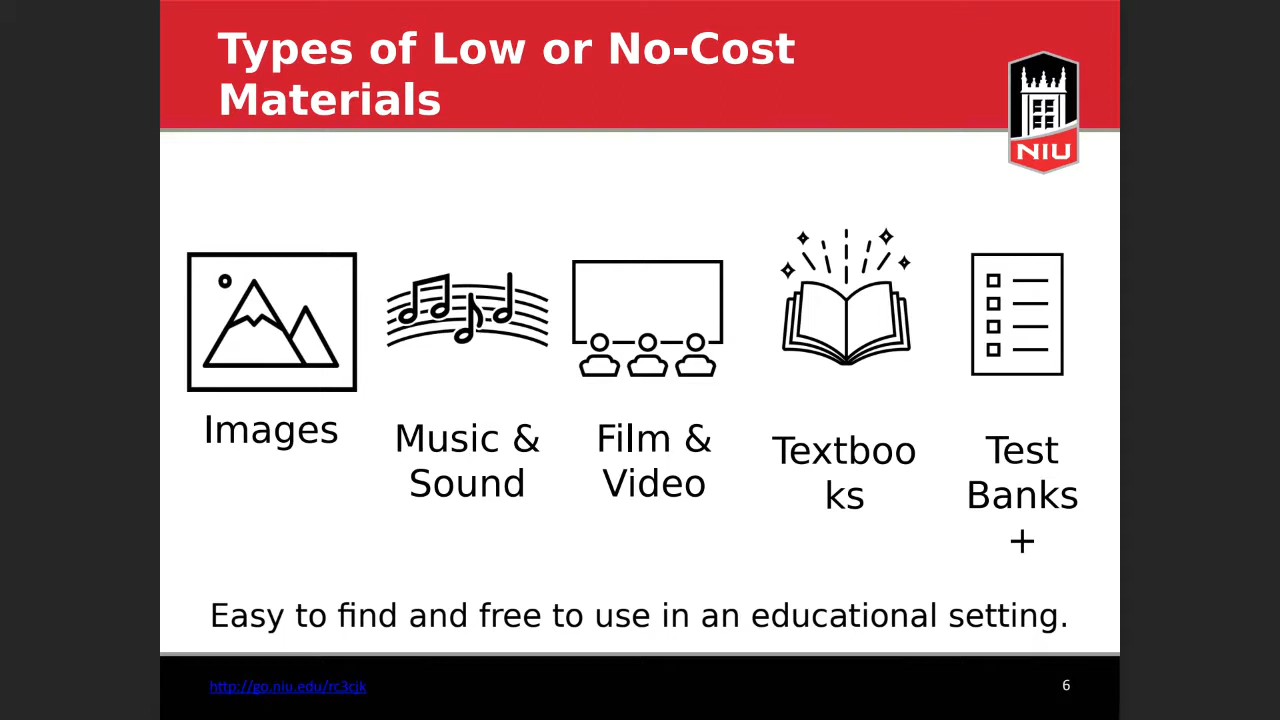 Types of Low or No-Cost
Materials
NIU
Images
Music &
Sound
Film &
Video
Textboo
ks
Test
Banks
+
Easy to find and free to use in an educational setting.
http://go.niu.edu/rc3cjk
6